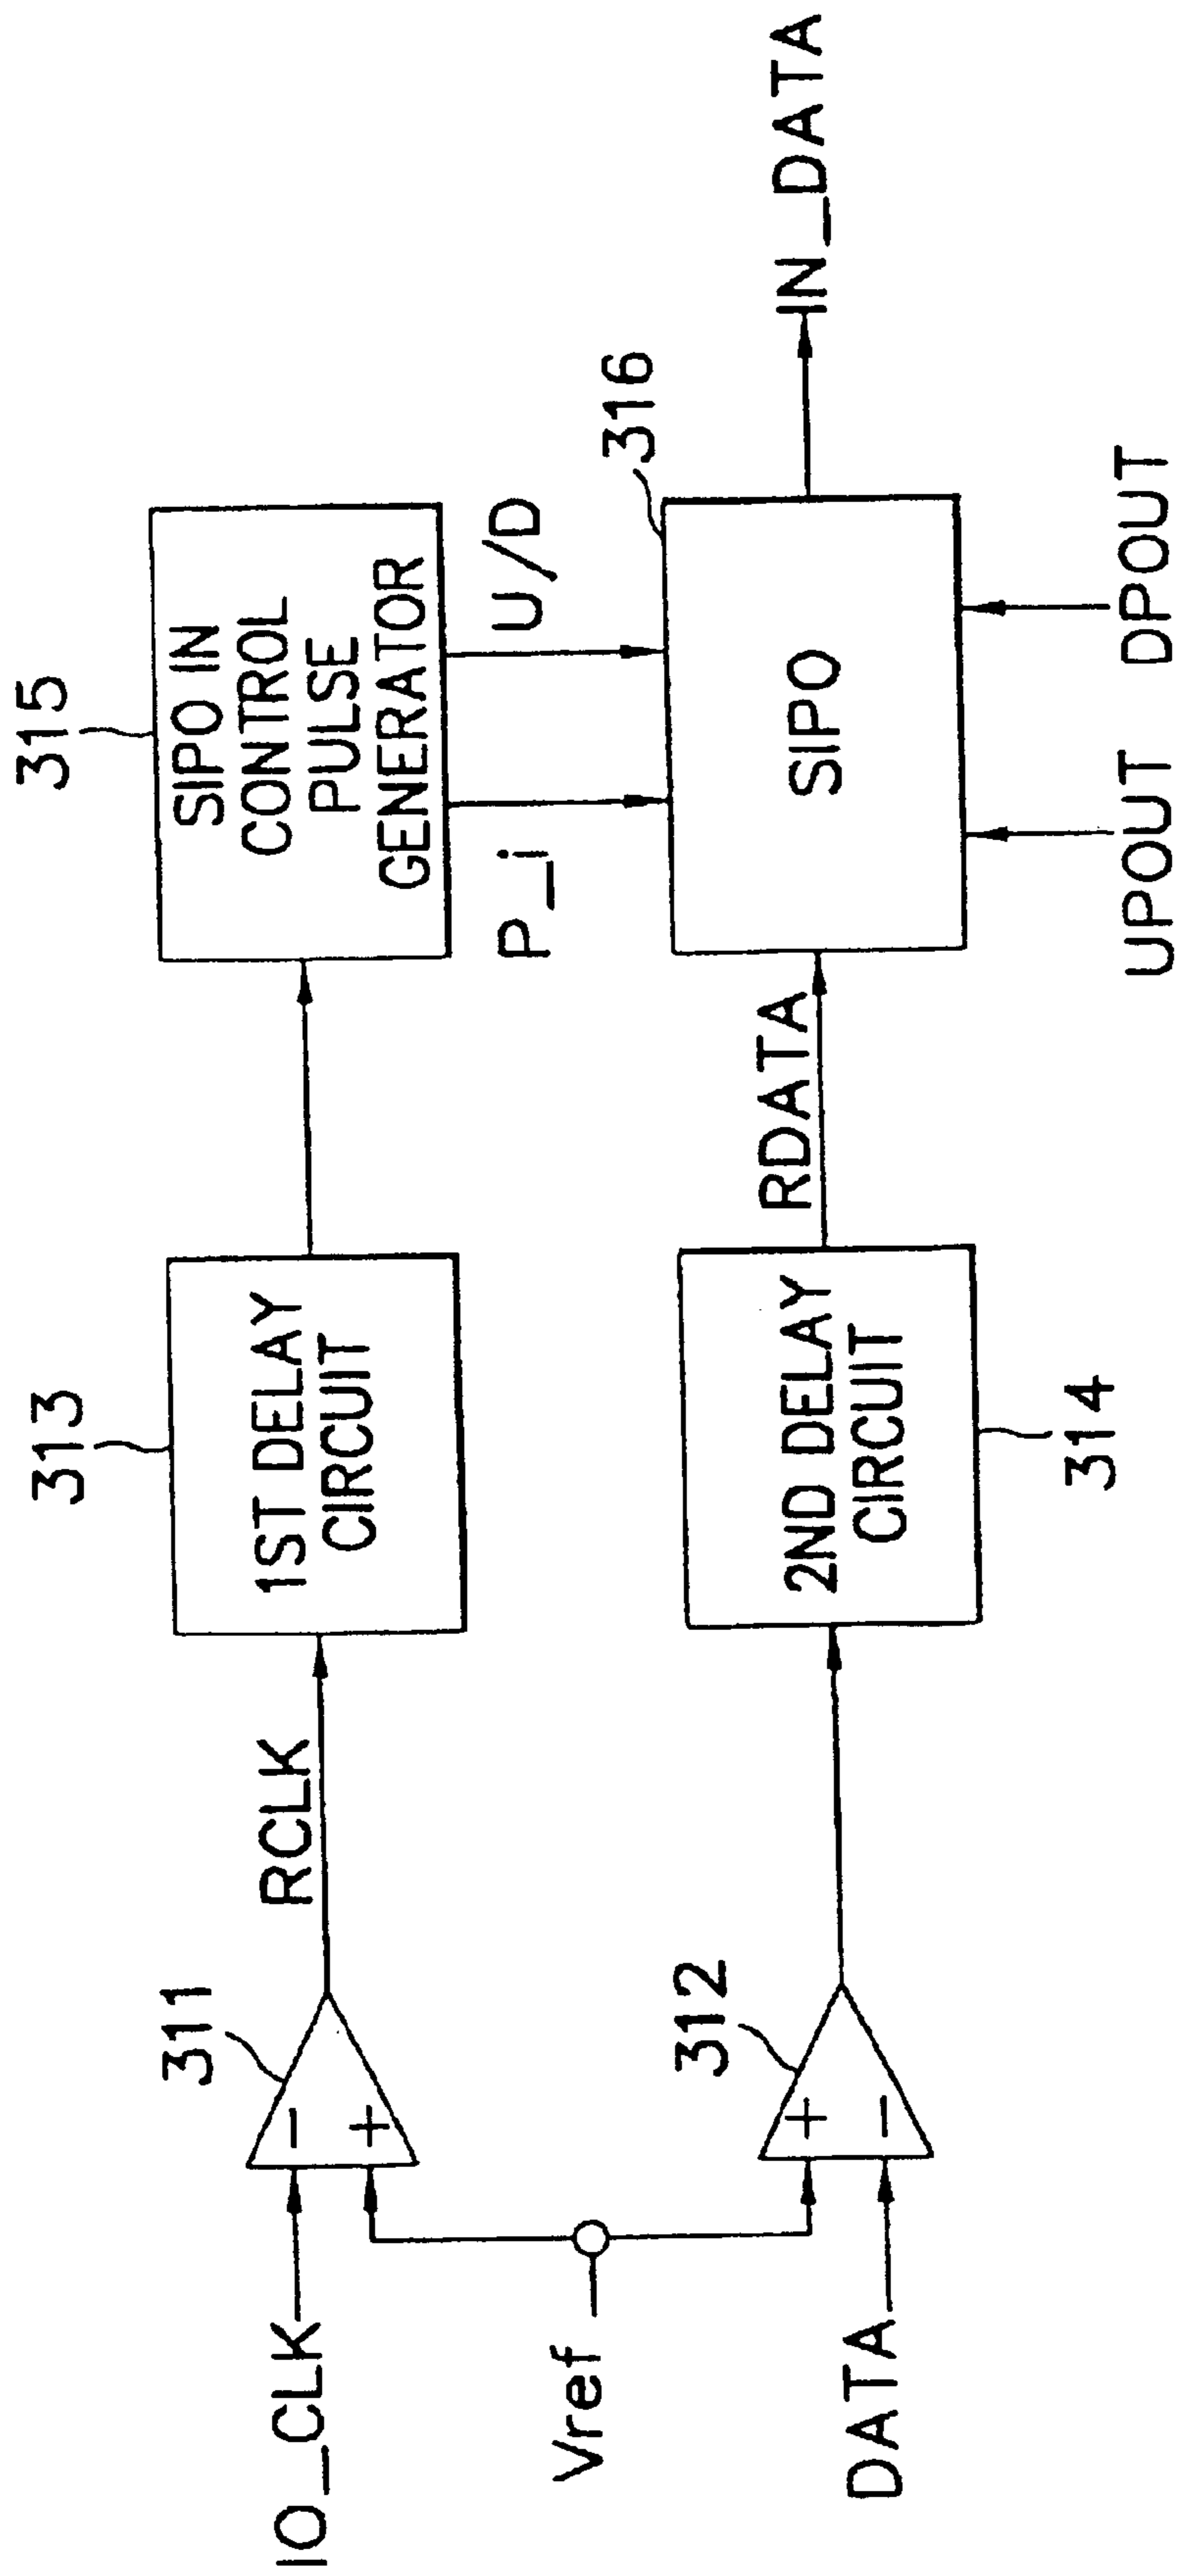 315
313
311
SIPO IN
CONTROL
PULSE
GENERATOR
1ST DELAY
CIRCUIT
RCLK
IO_CLK
P_i
U/D
Vref
316
312
RDATA
IN_DATA
SIPO
2ND DELAY
CIRCUIT
DATA
314
UPOUT
DPOUT